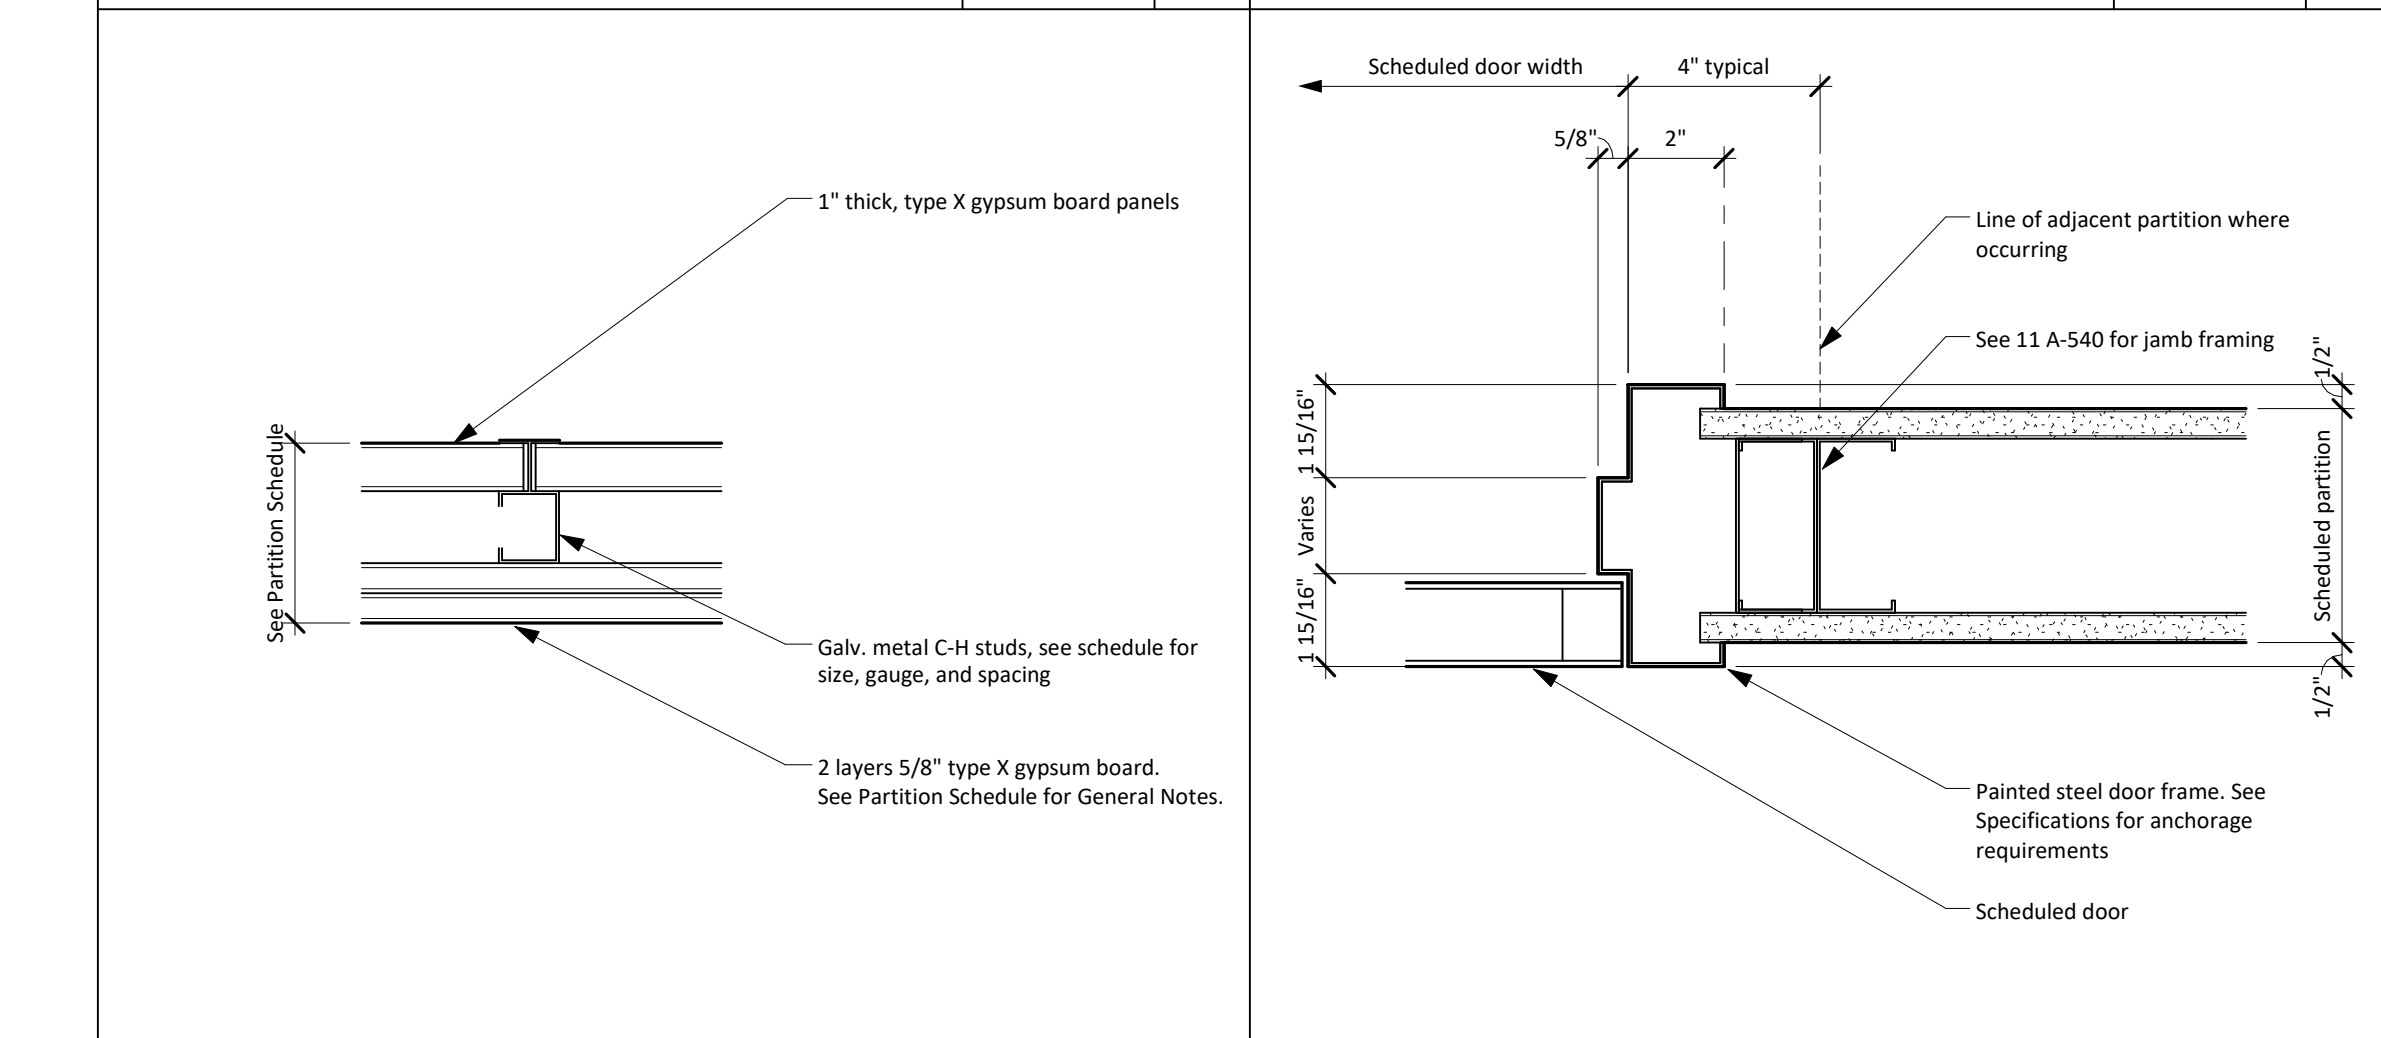 1" thick, type X gypsum board panels
See Partition Schedule
Galv. metal C-H studs, see schedule for
size, gauge, and spacing
2 layers 5/8" type X gypsum board.
See Partition Schedule for General Notes.
Scheduled door width
4" typical
5/8"
2"
Line of adjacent partition where
occurring
See 11 A-540 for jamb framing
1/2"
1 15/16"
Varies
1 15/16"
Scheduled partition
1/2"
Painted steel door frame. See
Specifications for anchorage
requirements
Scheduled door